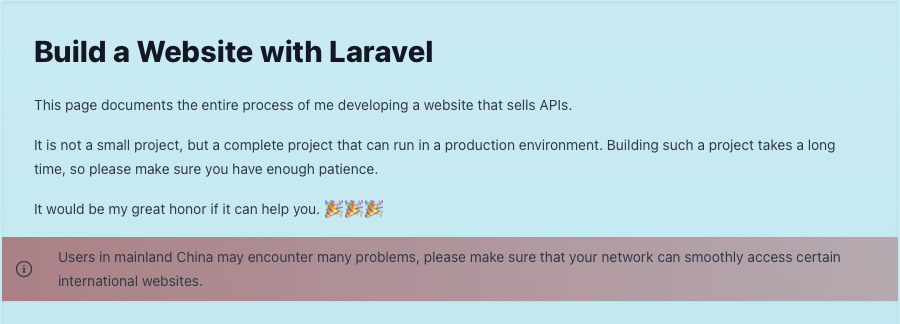 Build a Website with Laravel
This page documents the entire process of me developing a website that sells APIs.
It is not a small project, but a complete project that can run in a production environment. Building such a project takes a long
time, so please make sure you have enough patience.
It would be my great honor if it can help you. 🎉🎉🎉
Users in mainland China may encounter many problems, please make sure that your network can smoothly access certain
international websites.